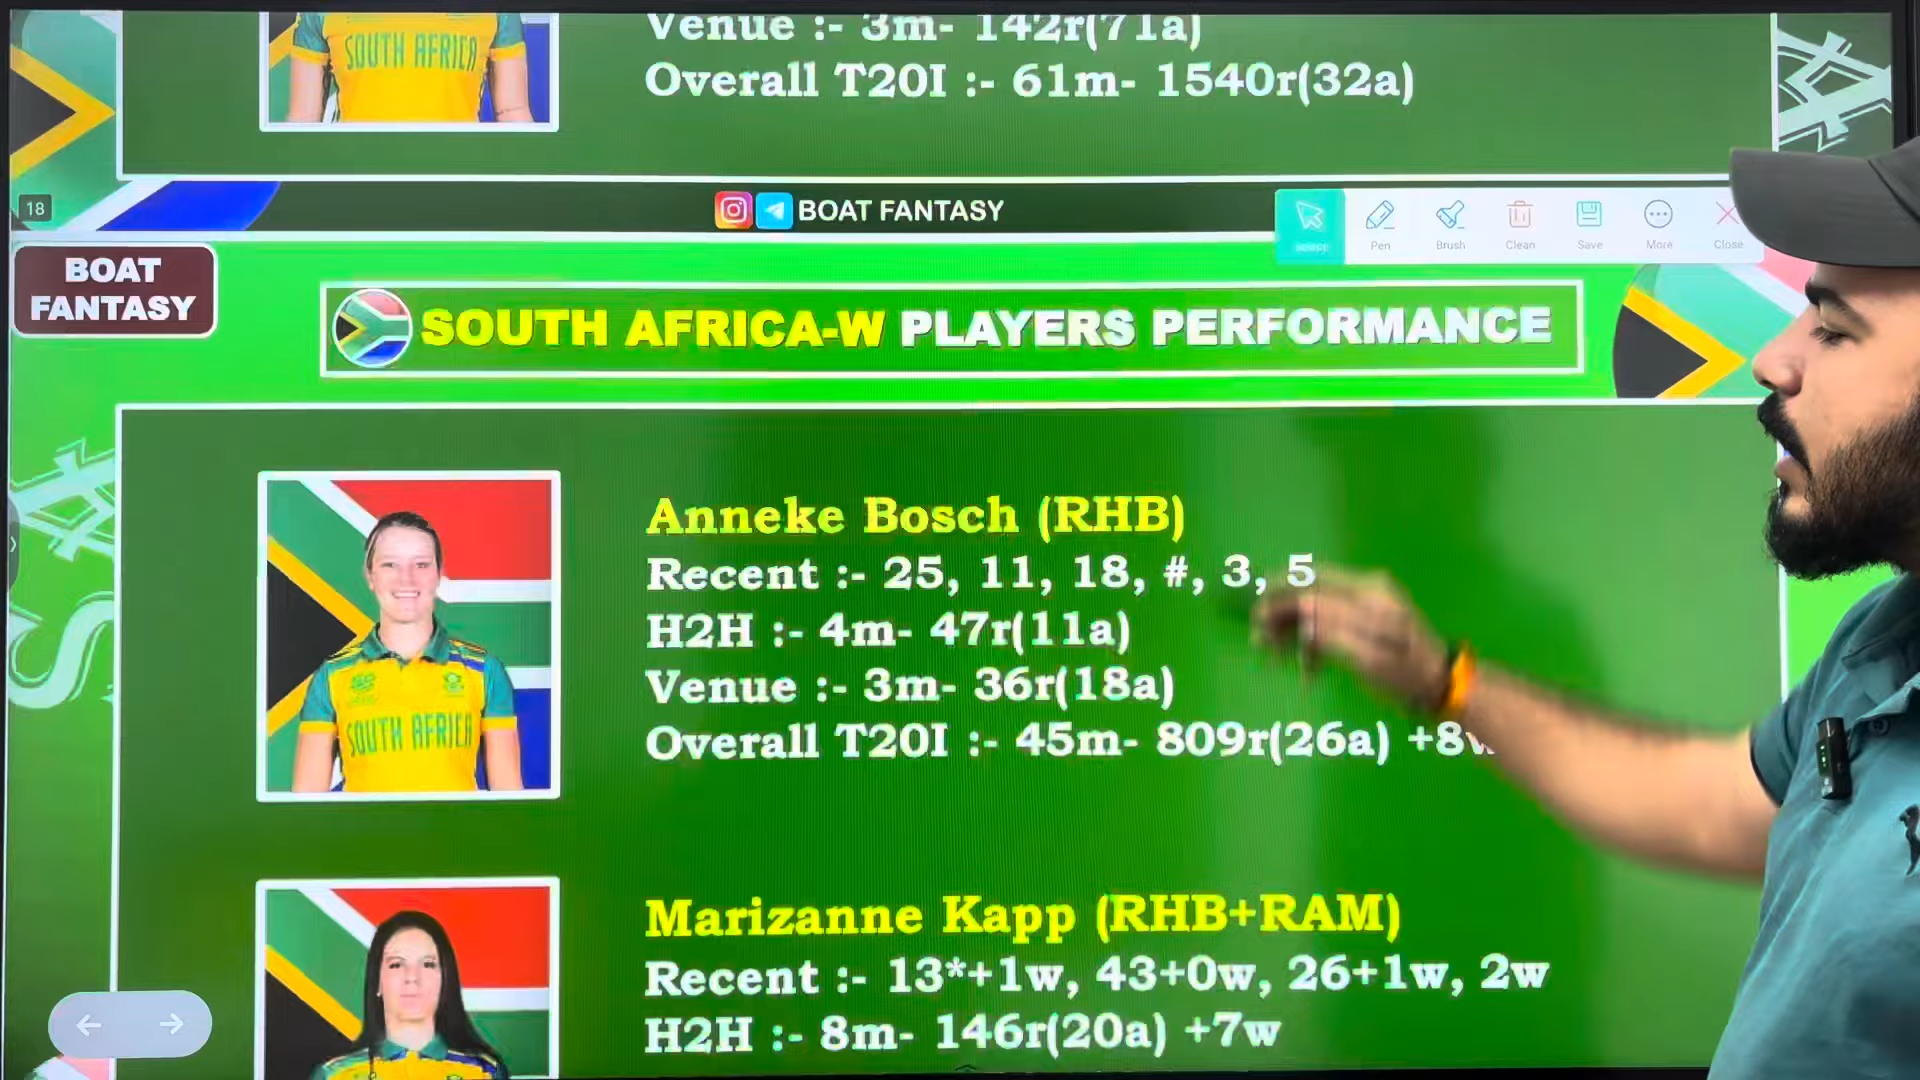 SOUTH AFRICA
Venue :- 3m- 142r(71a)
Overall T20I :- 61m- 1540r(32a)
18
BOAT FANTASY
Select
Pen
Brush
Clean
Save
More
Close
BOAT
FANTASY
SOUTH AFRICA-W PLAYERS PERFORMANCE
Anneke Bosch (RHB)
Recent :- 25, 11, 18, #, 3, 5
H2H :- 4m- 47r(11a)
Venue :- 3m- 36r(18a)
Overall T20I :- 45m- 809r(26a) +8w
SOUTH AFRICA
Marizanne Kapp (RHB+RAM)
Recent :- 13*+1w, 43+0w, 26+1w, 2w
H2H :- 8m- 146r(20a) +7w